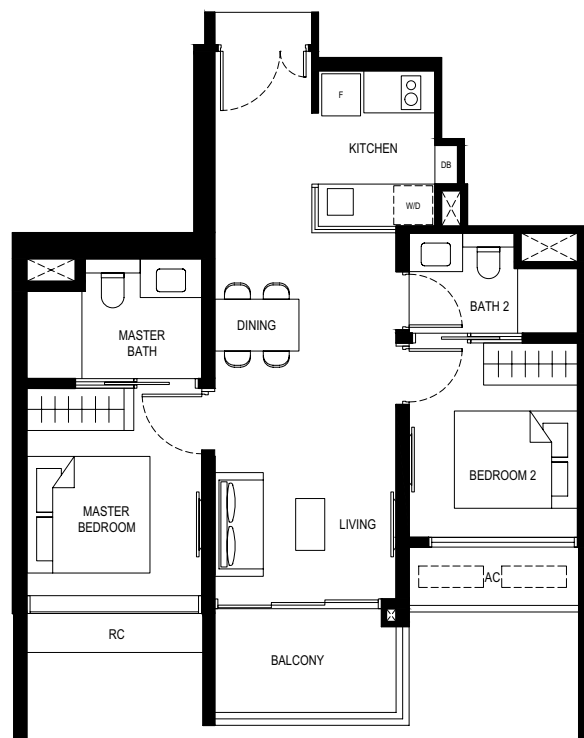 F
KITCHEN
DB
W/D
BATH 2
MASTER
BATH
DINING
BEDROOM 2
MASTER
BEDROOM
LIVING
AC
RC
BALCONY